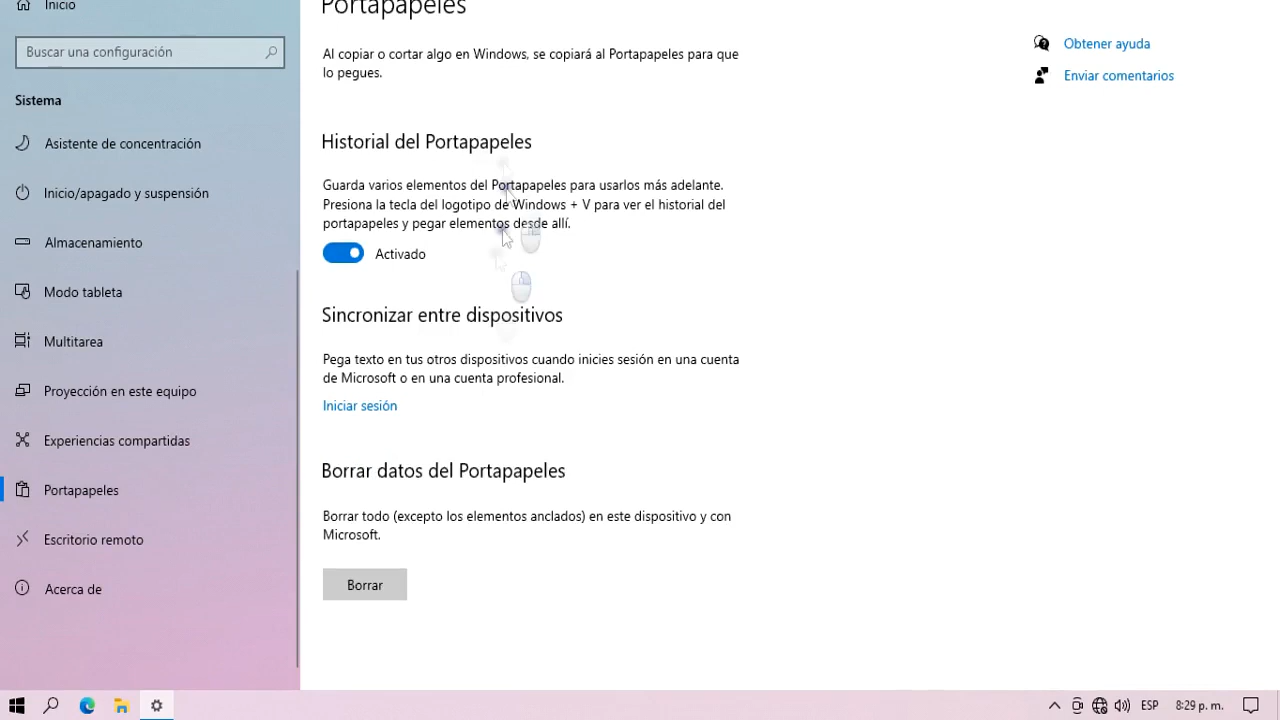 Inicio
Buscar una configuración
Sistema
Asistente de concentración
Inicio/apagado y suspensión
Almacenamiento
Modo tableta
Multitarea
Proyección en este equipo
Experiencias compartidas
Portapapeles
Escritorio remoto
Acerca de
Portapapeles
Al copiar o cortar algo en Windows, se copiará al Portapapeles para que
lo pegues.
Historial del Portapapeles
Guarda varios elementos del Portapapeles para usarlos más adelante.
Presiona la tecla del logotipo de Windows + V para ver el historial del
portapapeles y pegar elementos desde allí.
Activado
Sincronizar entre dispositivos
Pega texto en tus otros dispositivos cuando inicies sesión en una cuenta
de Microsoft o en una cuenta profesional.
Iniciar sesión
Borrar datos del Portapapeles
Borrar todo (excepto los elementos anclados) en este dispositivo y con
Microsoft.
Borrar
Obtener ayuda
Enviar comentarios
ESP
8:29 p. m.